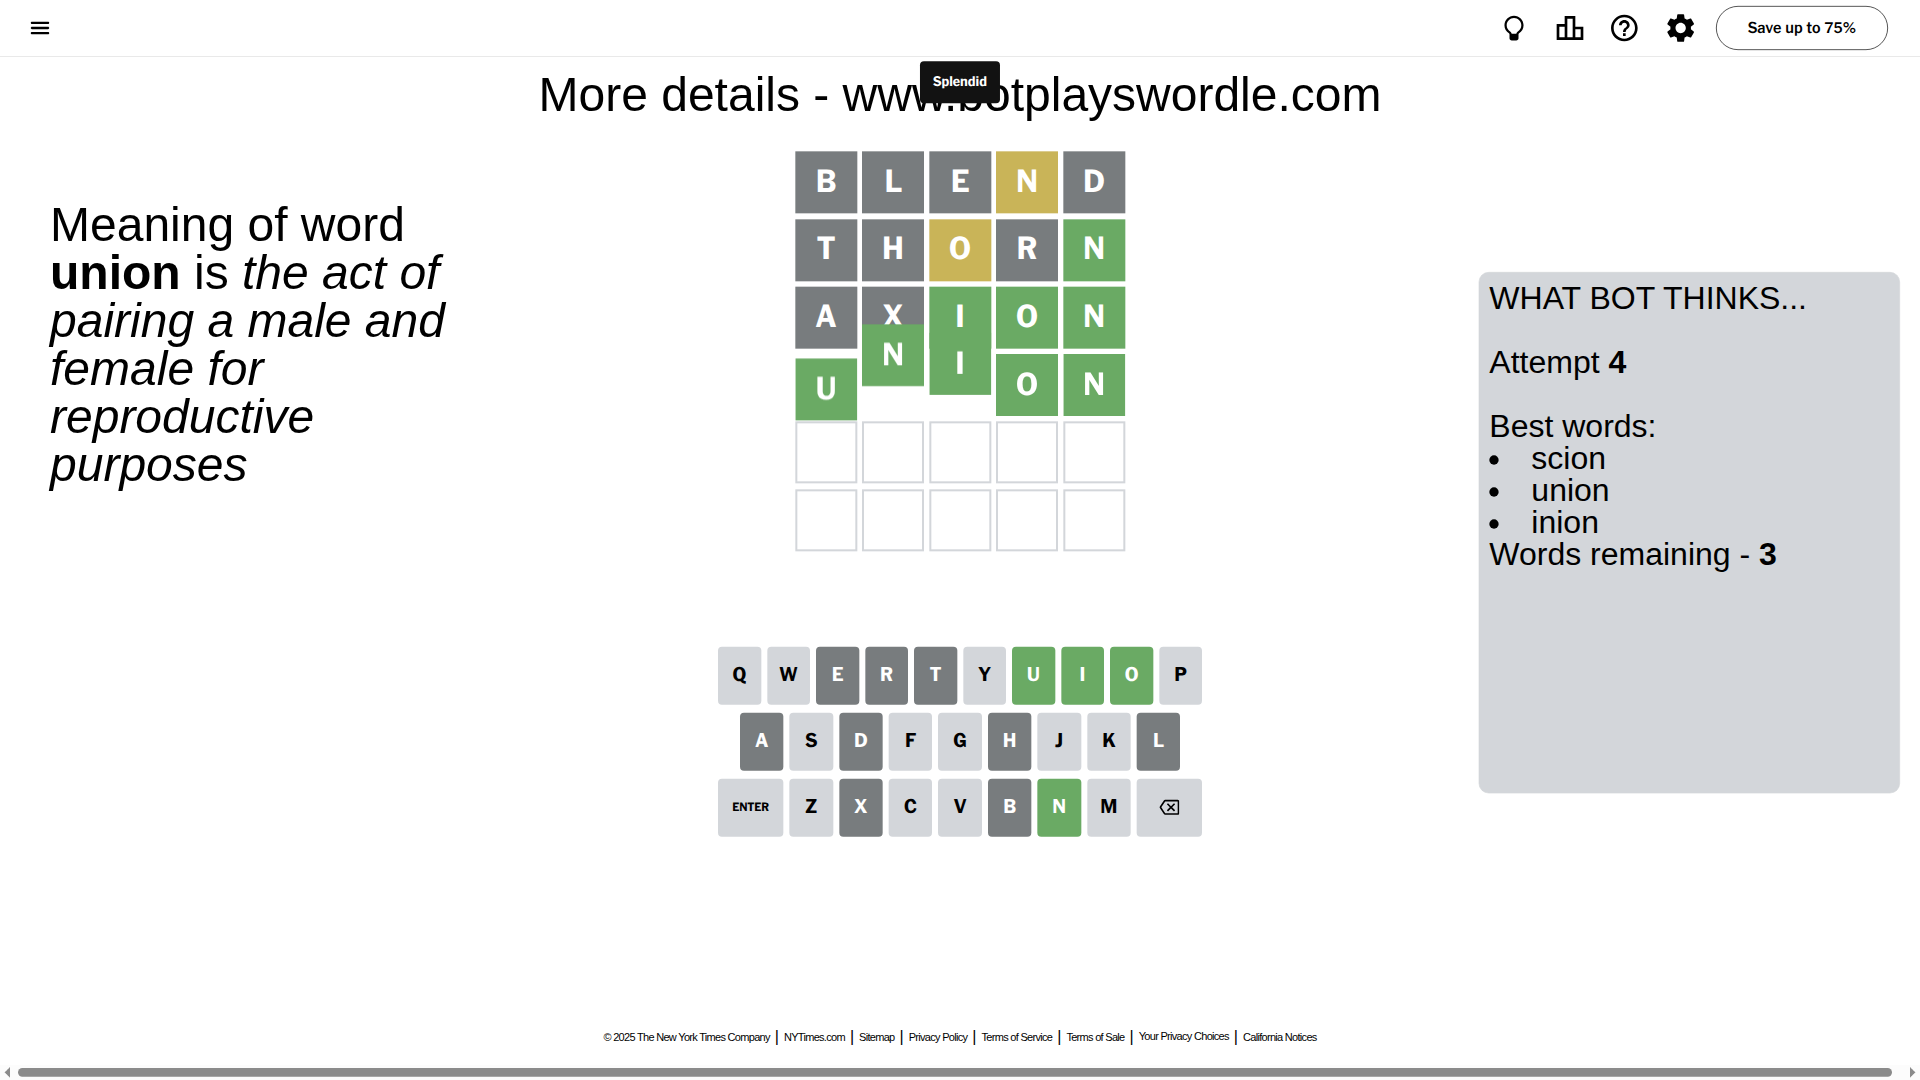 Save up to 75%
Splendid
More details - www.botplayswordle.com
Meaning of word
union is the act of
pairing a male and
female for
reproductive
purposes
B L E N D
T H O R N
A X I O N
U N I O N
WHAT BOT THINKS...
Attempt 4
Best words:
• scion
• union
• inion
Words remaining - 3
Q W E R T Y U I O P
A S D F G H J K L
ENTER Z X C V B N M
© 2025 The New York Times Company | NYTimes.com | Sitemap | Privacy Policy | Terms of Service | Terms of Sale | Your Privacy Choices | California Notices